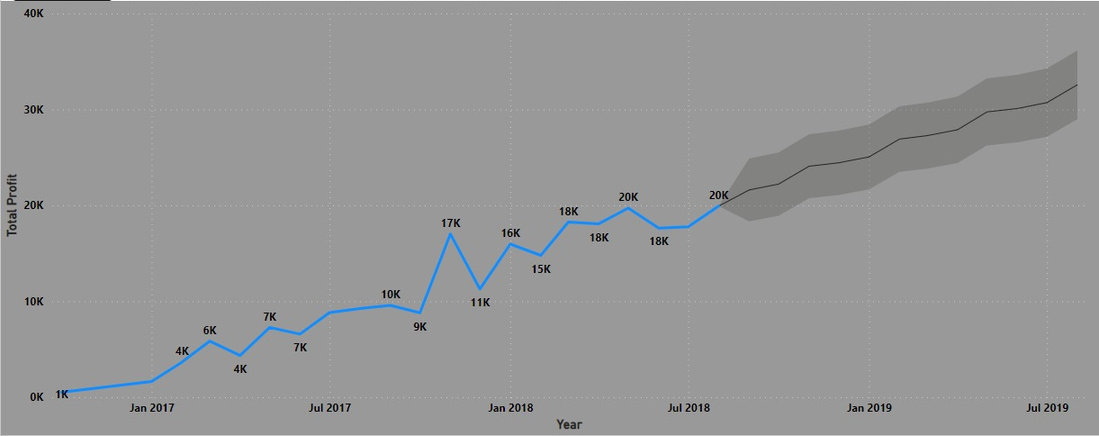 40K
30K
20K
10K
0K
Total Profit
1K
4K
6K
4K
7K
7K
10K
9K
17K
11K
16K
15K
18K
18K
20K
18K
20K
Jan 2017
Jul 2017
Jan 2018
Jul 2018
Jan 2019
Jul 2019
Year